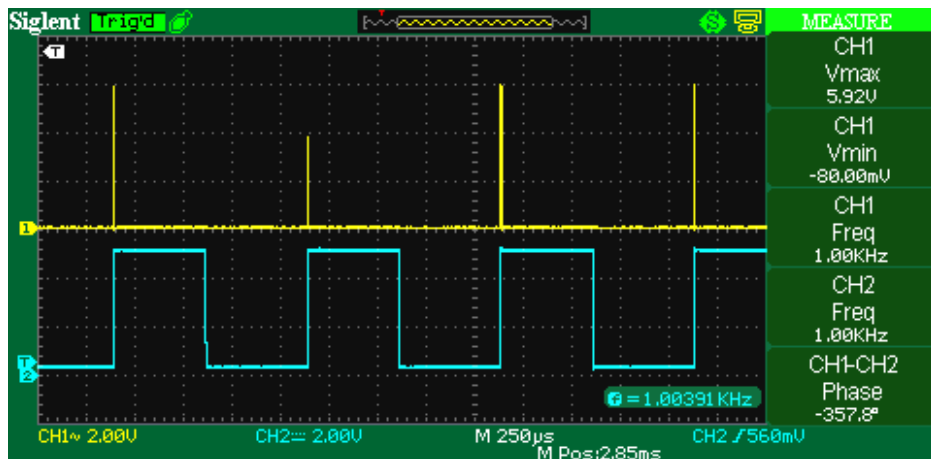 Siglent Trig'd MEASURE
T
CH1
Vmax
5.92V
CH1
Vmin
-80.00mV
CH1
Freq
1.00KHz
CH2
Freq
1.00KHz
CH1-CH2
Phase
-357.8°
1
T
2
f = 1.00391KHz
CH1~ 2.00V CH2⎓ 2.00V M 250µs CH2 / 560mV
M Pos:2.85ms